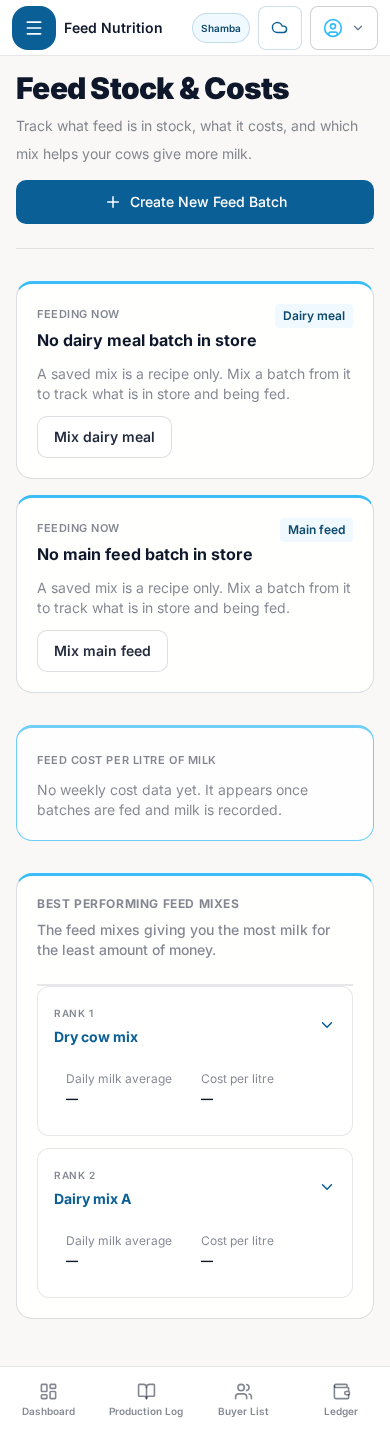 Feed Nutrition
Shamba
Feed Stock & Costs
Track what feed is in stock, what it costs, and which
mix helps your cows give more milk.
Create New Feed Batch
FEEDING NOW
Dairy meal
No dairy meal batch in store
A saved mix is a recipe only. Mix a batch from it
to track what is in store and being fed.
Mix dairy meal
FEEDING NOW
Main feed
No main feed batch in store
A saved mix is a recipe only. Mix a batch from it
to track what is in store and being fed.
Mix main feed
FEED COST PER LITRE OF MILK
No weekly cost data yet. It appears once
batches are fed and milk is recorded.
BEST PERFORMING FEED MIXES
The feed mixes giving you the most milk for
the least amount of money.
RANK 1
Dry cow mix
Daily milk average Cost per litre
— —
RANK 2
Dairy mix A
Daily milk average Cost per litre
— —
Dashboard Production Log Buyer List Ledger